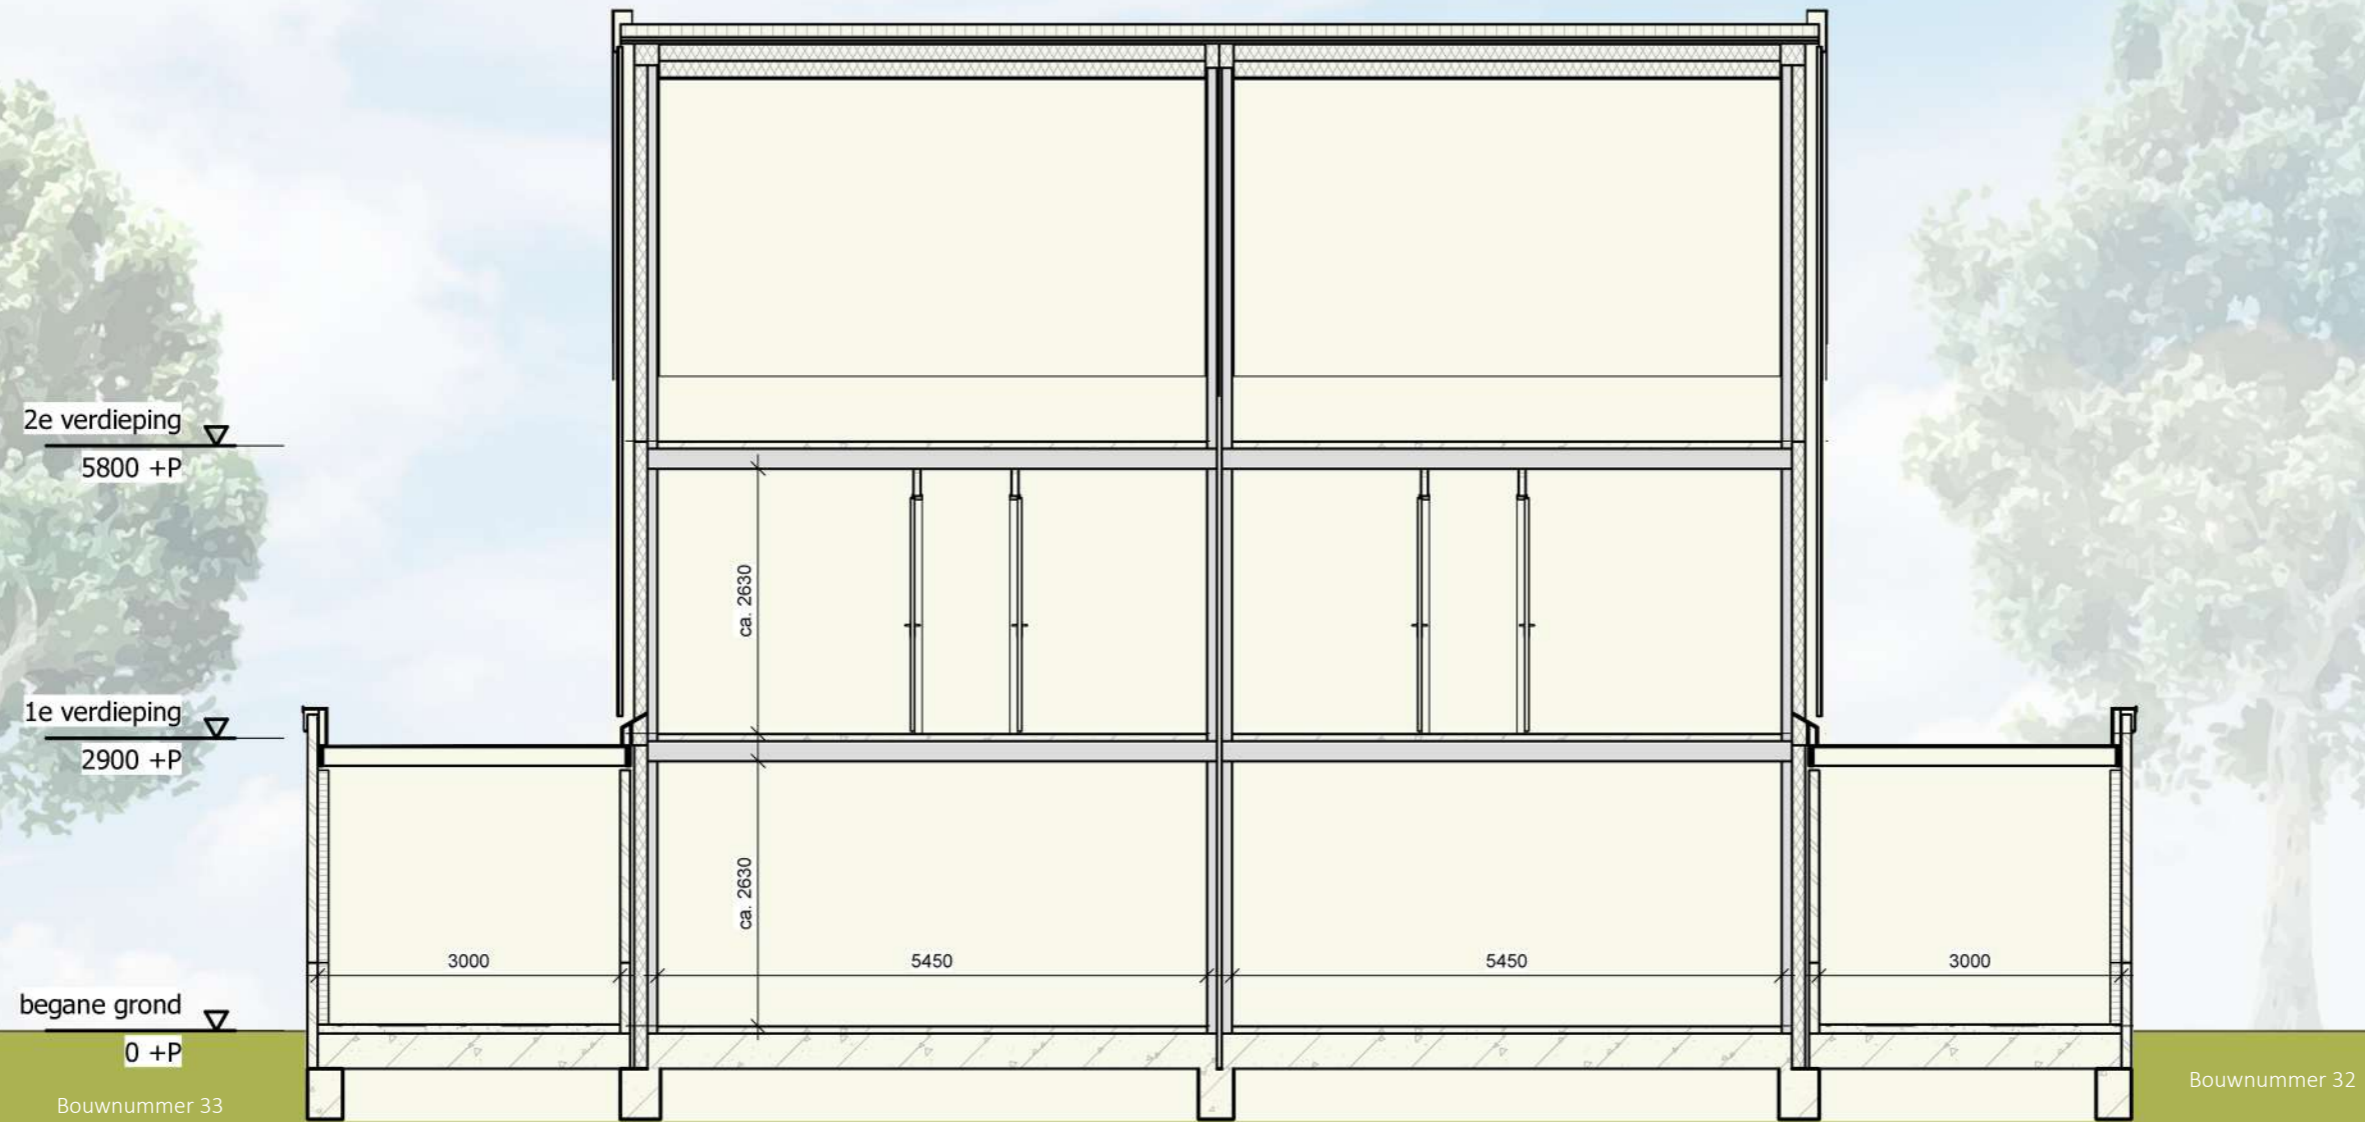 2e verdieping
5800 +P
ca. 2630
1e verdieping
2900 +P
ca. 2630
3000
5450
5450
3000
begane grond
0 +P
Bouwnummer 33
Bouwnummer 32